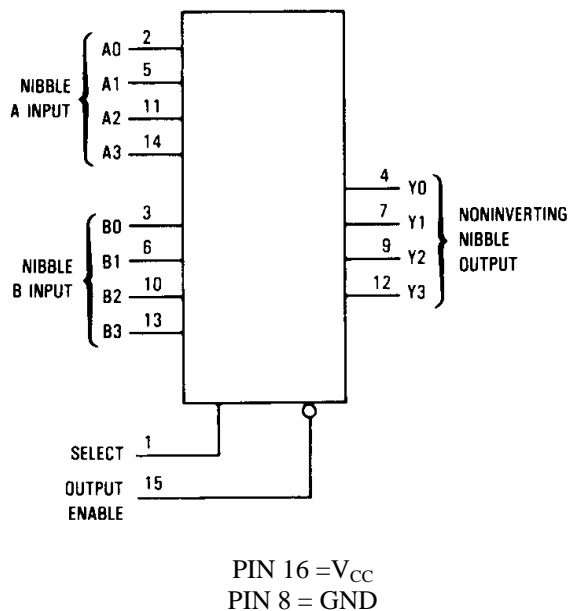 NIBBLE
A INPUT
A0 2
A1 5
A2 11
A3 14
NIBBLE
B INPUT
B0 3
B1 6
B2 10
B3 13
4 Y0
7 Y1
9 Y2
12 Y3
NONINVERTING
NIBBLE
OUTPUT
SELECT 1
OUTPUT 15
ENABLE
PIN 16 =VCC
PIN 8 = GND